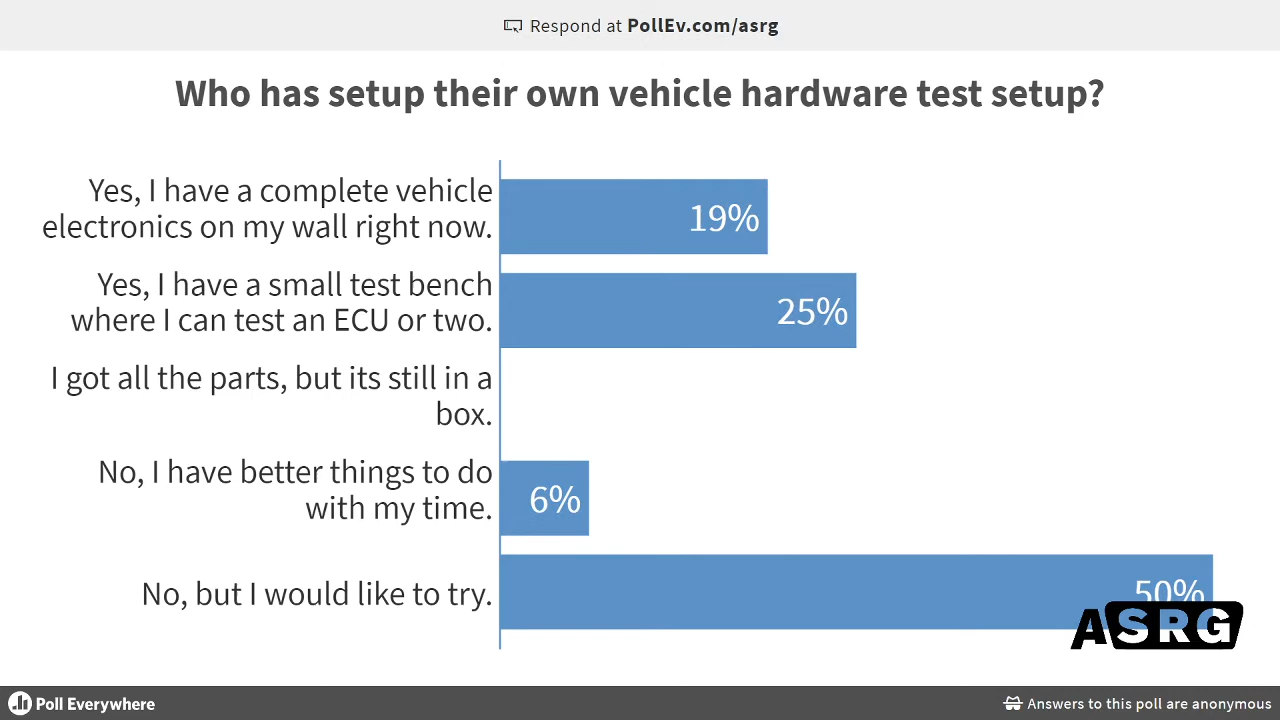 Respond at PollEv.com/asrg
Who has setup their own vehicle hardware test setup?
Yes, I have a complete vehicle
electronics on my wall right now.
19%
Yes, I have a small test bench
where I can test an ECU or two.
25%
I got all the parts, but its still in a
box.
No, I have better things to do
with my time.
6%
No, but I would like to try.
50%
ASRG
Poll Everywhere
Answers to this poll are anonymous